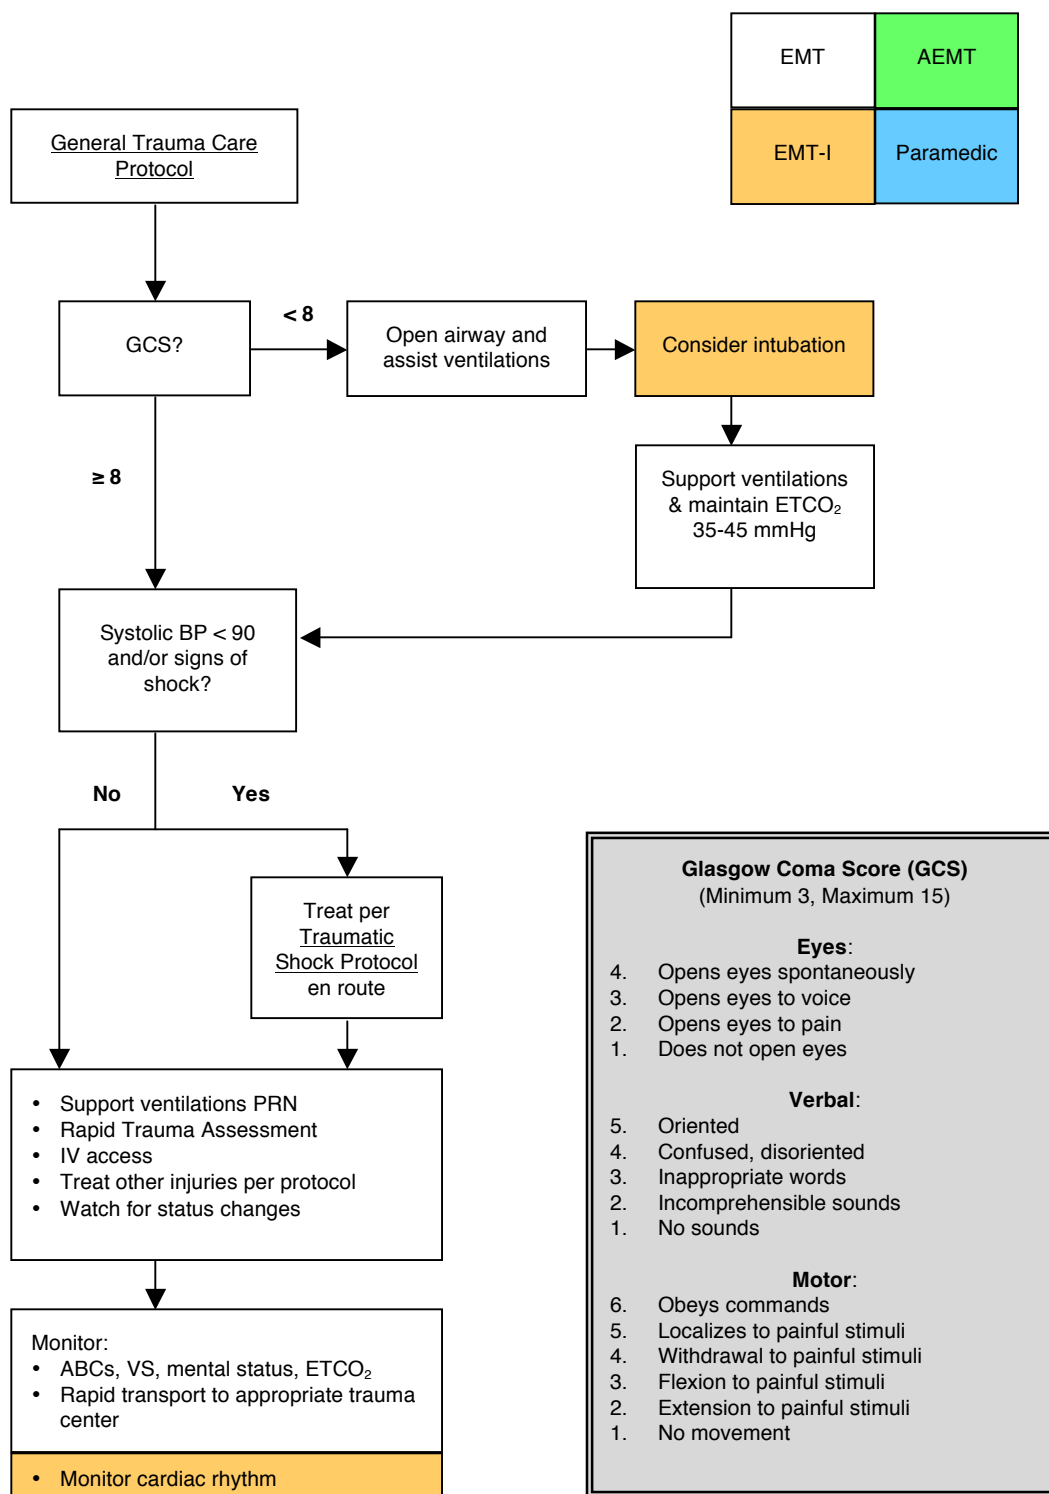 EMT
AEMT
EMT-I
Paramedic
General Trauma Care
Protocol
GCS?
< 8
Open airway and
assist ventilations
Consider intubation
≥ 8
Support ventilations
& maintain ETCO₂
35-45 mmHg
Systolic BP < 90
and/or signs of
shock?
No
Yes
Treat per
Traumatic
Shock Protocol
en route
• Support ventilations PRN
• Rapid Trauma Assessment
• IV access
• Treat other injuries per protocol
• Watch for status changes
Monitor:
• ABCs, VS, mental status, ETCO₂
• Rapid transport to appropriate trauma
center
• Monitor cardiac rhythm
Glasgow Coma Score (GCS)
(Minimum 3, Maximum 15)
Eyes:
4. Opens eyes spontaneously
3. Opens eyes to voice
2. Opens eyes to pain
1. Does not open eyes
Verbal:
5. Oriented
4. Confused, disoriented
3. Inappropriate words
2. Incomprehensible sounds
1. No sounds
Motor:
6. Obeys commands
5. Localizes to painful stimuli
4. Withdrawal to painful stimuli
3. Flexion to painful stimuli
2. Extension to painful stimuli
1. No movement